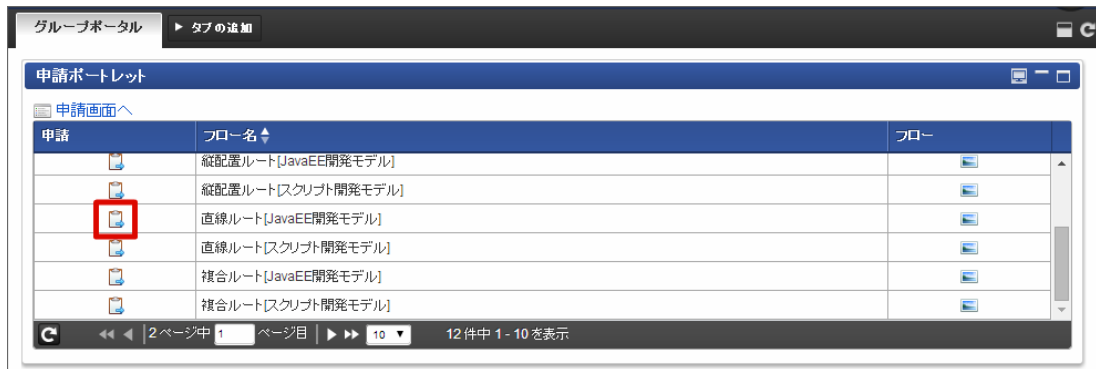 グループポータル ▶ タブの追加
申請ポートレット
申請画面へ
申請 フロー名 フロー
縦配置ルート[JavaEE開発モデル]
縦配置ルート[スクリプト開発モデル]
直線ルート[JavaEE開発モデル]
直線ルート[スクリプト開発モデル]
複合ルート[JavaEE開発モデル]
複合ルート[スクリプト開発モデル]
2ページ中 1 ページ目 10 ▼ 12件中 1 - 10 を表示